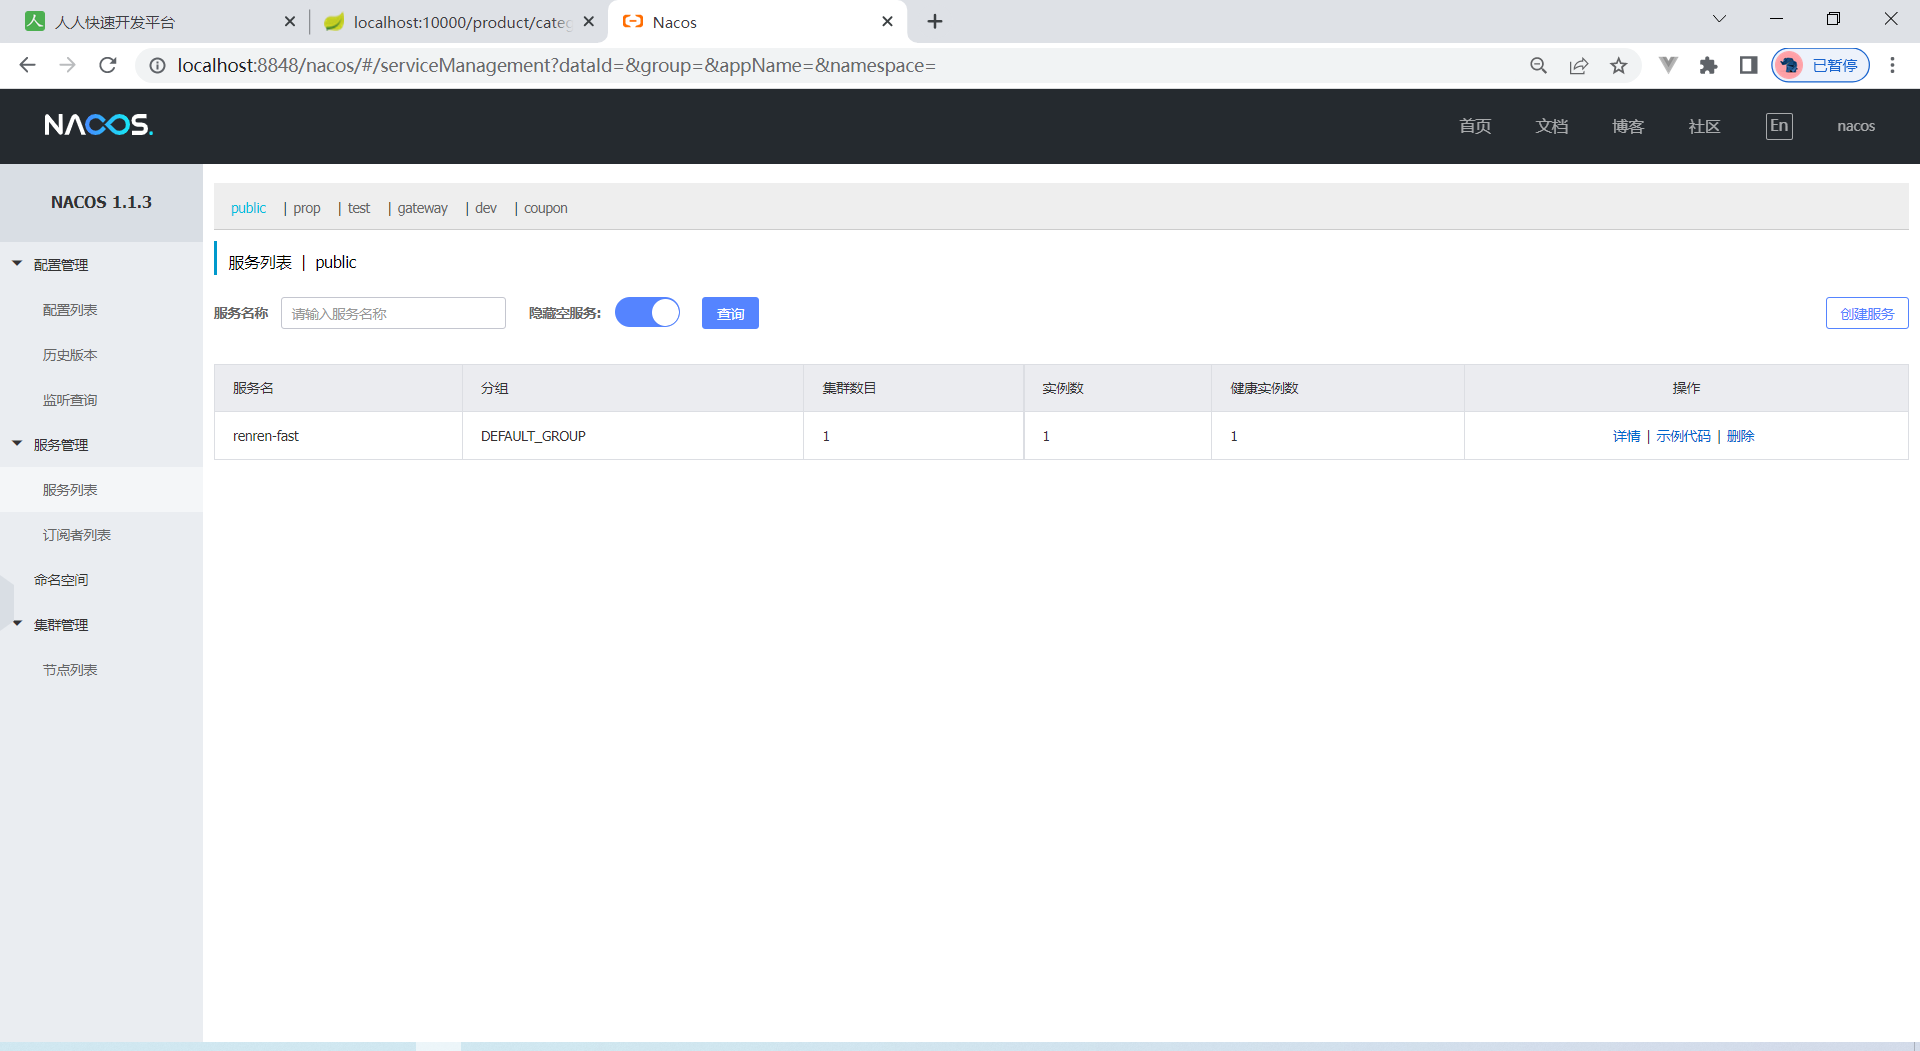 人人快速开发平台
localhost:10000/product/cate
Nacos
localhost:8848/nacos/#/serviceManagement?dataId=&group=&appName=&namespace=
已暂停
NACOS.
首页
文档
博客
社区
En
nacos
NACOS 1.1.3
public | prop | test | gateway | dev | coupon
配置管理
配置列表
历史版本
监听查询
服务管理
服务列表
订阅者列表
命名空间
集群管理
节点列表
服务列表 | public
服务名称 请输入服务名称 隐藏空服务: 查询 创建服务
服务名 分组 集群数目 实例数 健康实例数 操作
renren-fast DEFAULT_GROUP 1 1 1 详情 | 示例代码 | 删除